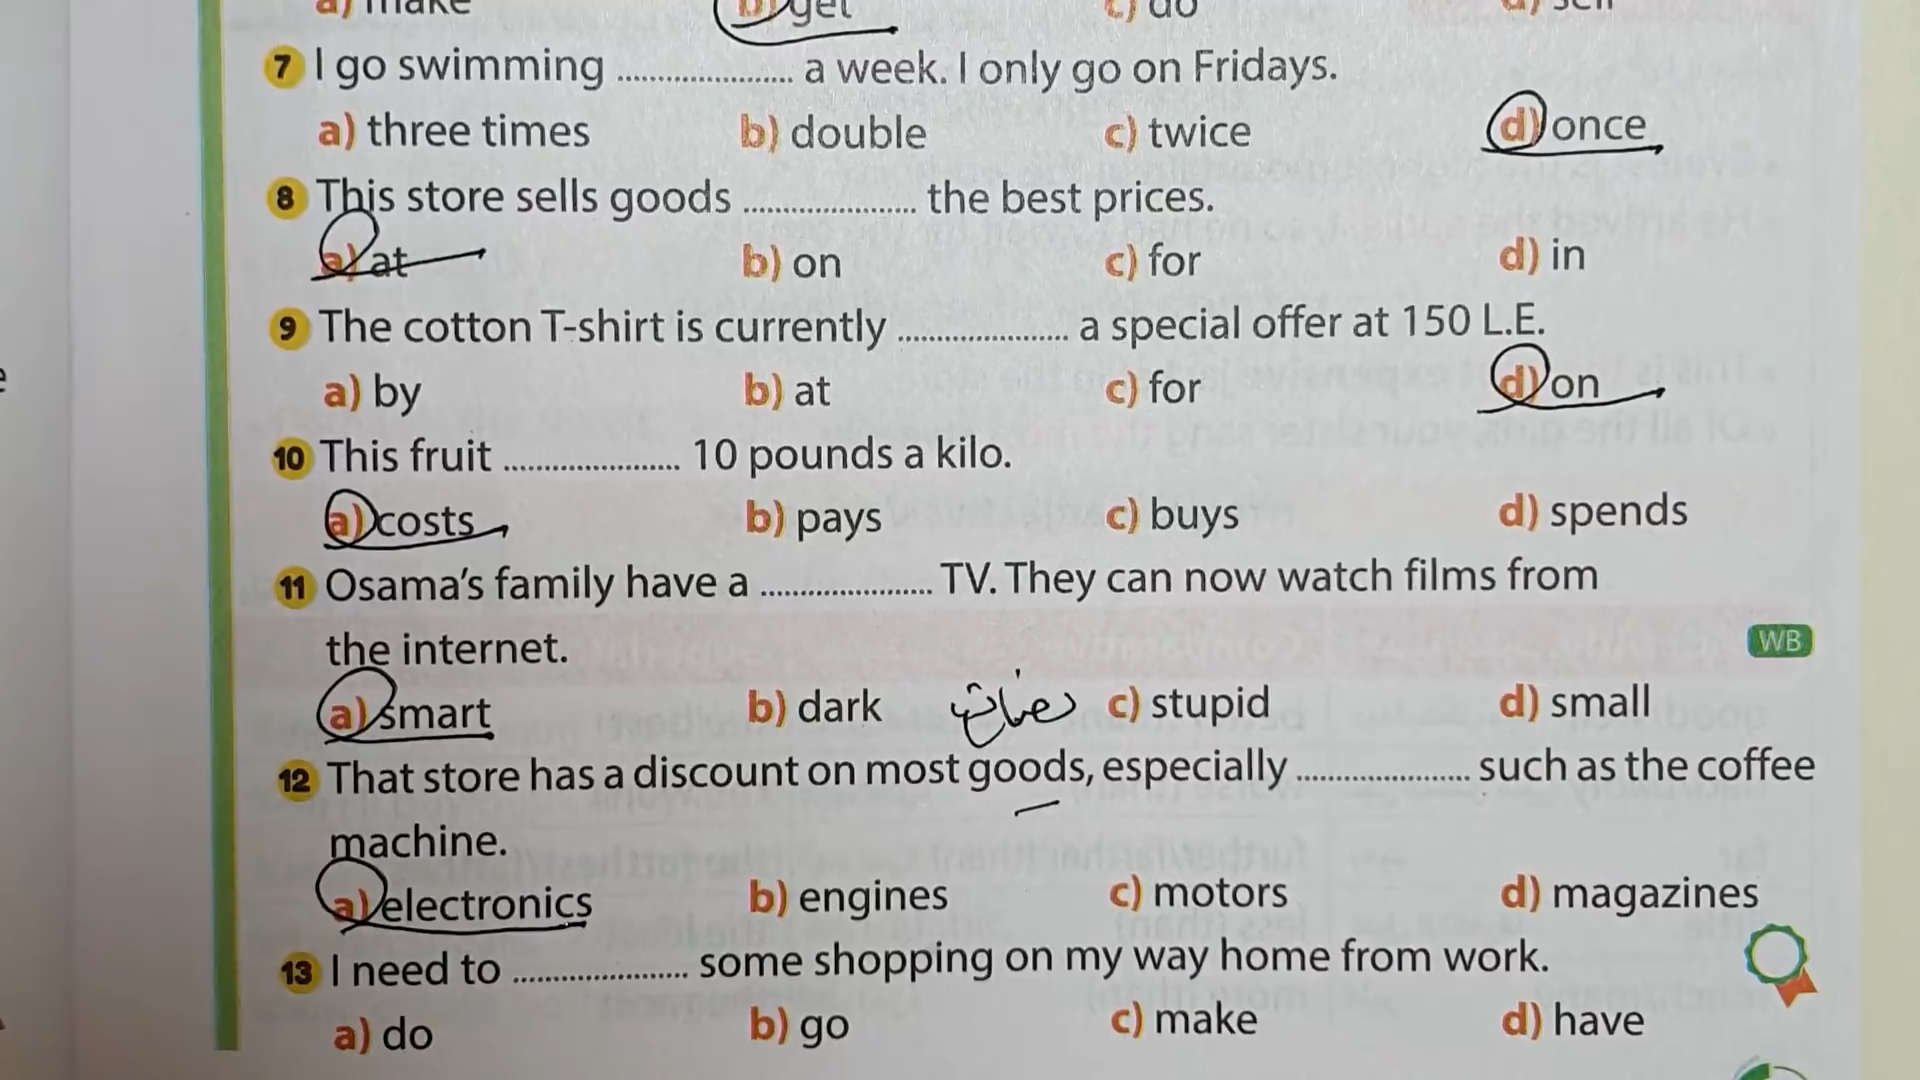 a) make b) get c) do d) sell
7 I go swimming ..................... a week. I only go on Fridays.
a) three times b) double c) twice d) once
8 This store sells goods ..................... the best prices.
a) at b) on c) for d) in
9 The cotton T-shirt is currently ..................... a special offer at 150 L.E.
a) by b) at c) for d) on
10 This fruit ..................... 10 pounds a kilo.
a) costs b) pays c) buys d) spends
11 Osama's family have a ..................... TV. They can now watch films from
the internet. WB
a) smart b) dark c) stupid d) small
12 That store has a discount on most goods, especially ..................... such as the coffee
machine.
a) electronics b) engines c) motors d) magazines
13 I need to ..................... some shopping on my way home from work.
a) do b) go c) make d) have